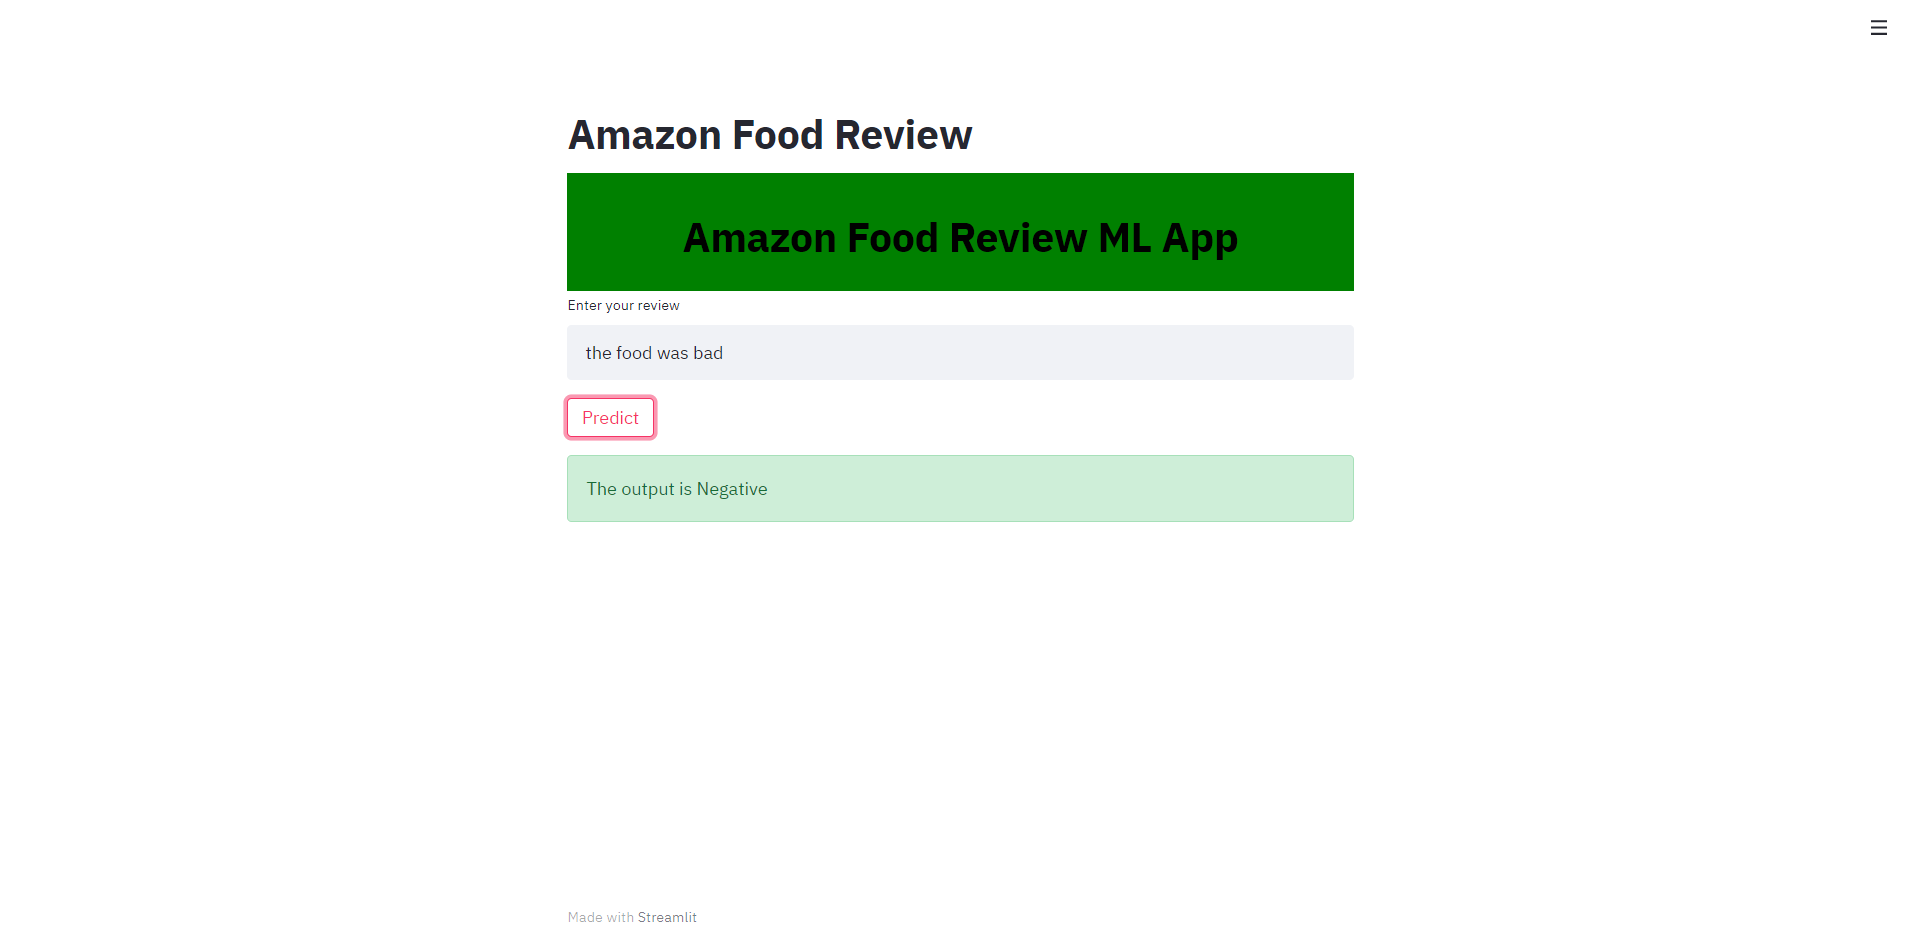 Amazon Food Review
Amazon Food Review ML App
Enter your review
the food was bad
Predict
The output is Negative
Made with Streamlit